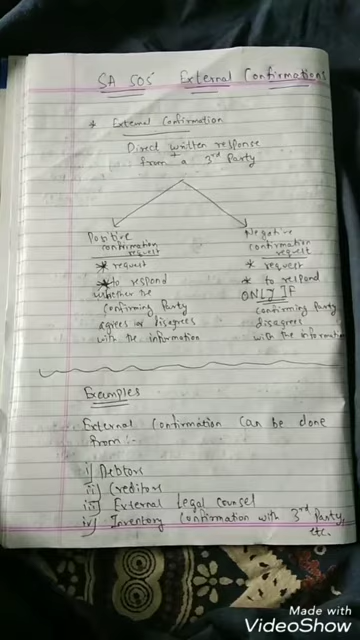 SA 505 External Confirmations
* External Confirmation
Direct written response
from a 3rd Party
Positive
confirmation
request
* request
* to respond
whether the
confirming Party
agrees or disagrees
with the information
Negative
confirmation
request
* request
* to respond
ONLY IF
confirming Party
disagrees
with the information
Examples
External Confirmation can be done
from :-
i) Debtors
ii) Creditors
iii) External Legal Counsel
iv) Inventory Confirmation with 3rd Party,
etc.
Made with
VideoShow